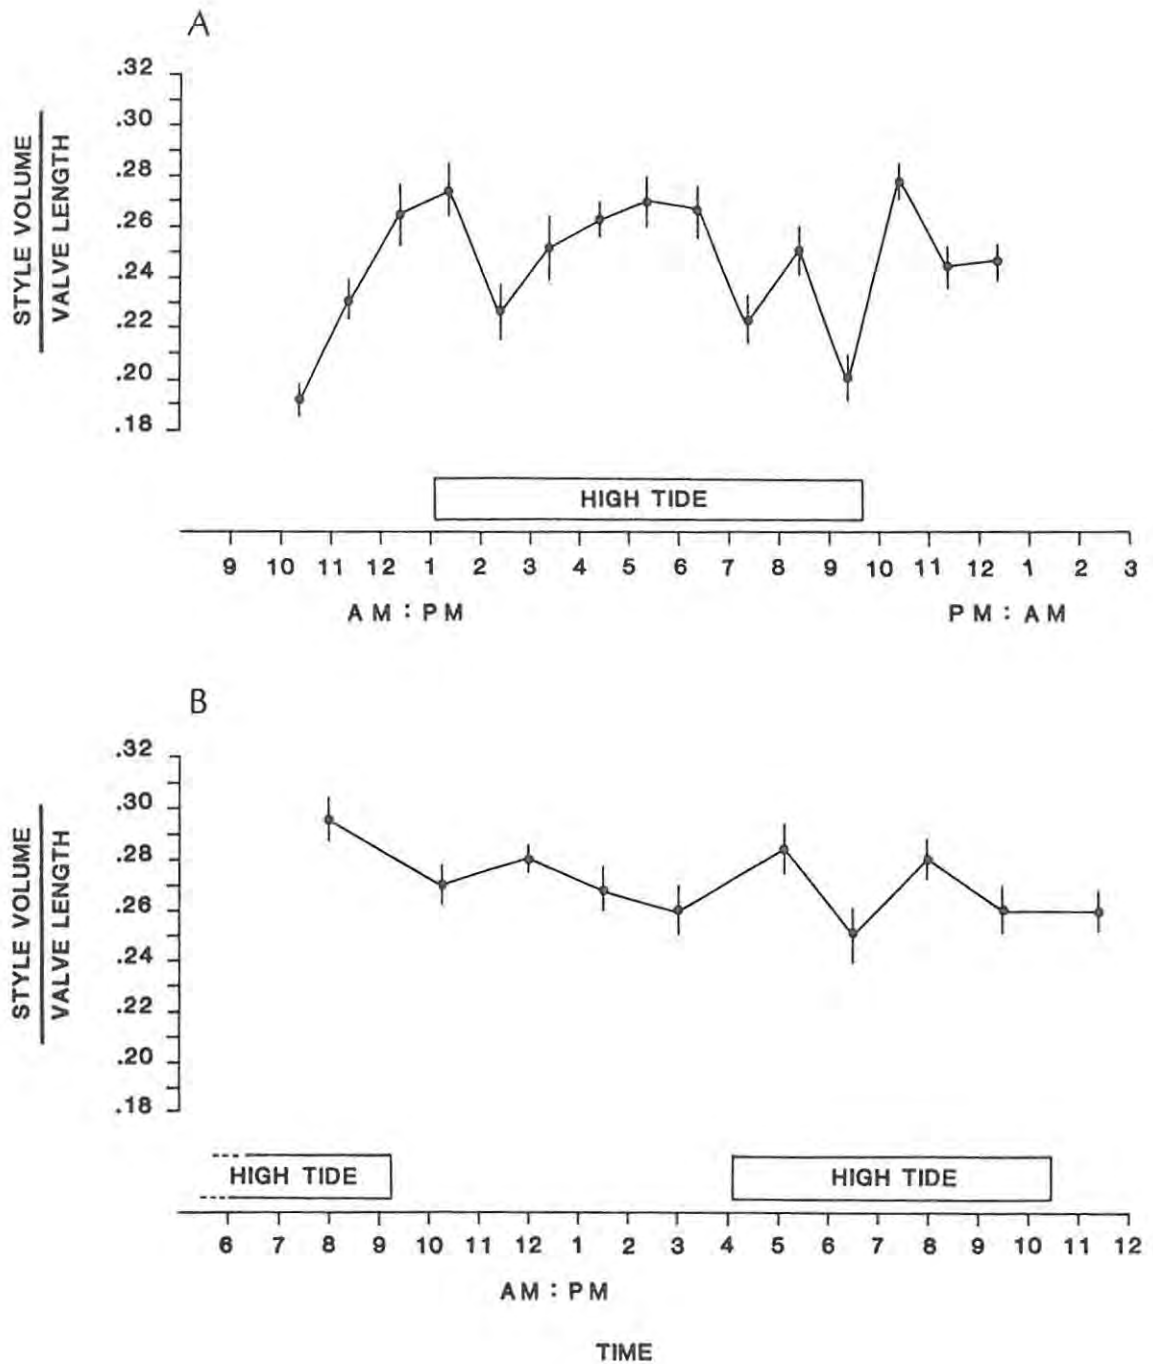 A
STYLE VOLUME
VALVE LENGTH
.32
.30
.28
.26
.24
.22
.20
.18
HIGH TIDE
9 10 11 12 1 2 3 4 5 6 7 8 9 10 11 12 1 2 3
AM : PM PM : AM
B
STYLE VOLUME
VALVE LENGTH
.32
.30
.28
.26
.24
.22
.20
.18
HIGH TIDE HIGH TIDE
6 7 8 9 10 11 12 1 2 3 4 5 6 7 8 9 10 11 12
AM : PM
TIME